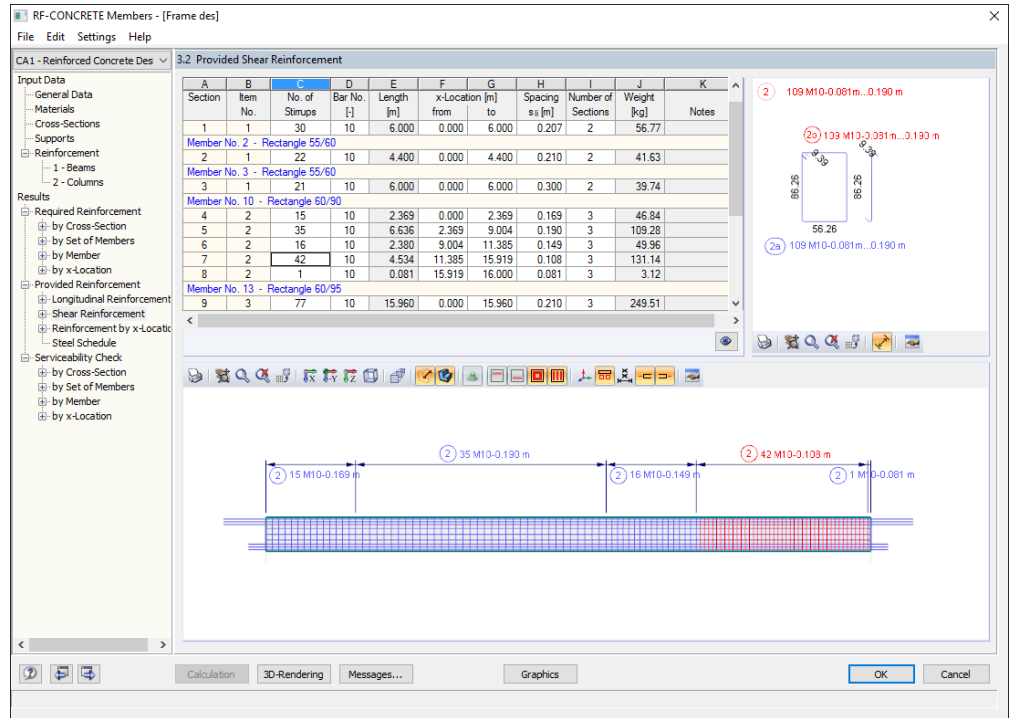 RF-CONCRETE Members - [Frame des]
File Edit Settings Help
CA1 - Reinforced Concrete Des
Input Data
General Data
Materials
Cross-Sections
Supports
Reinforcement
1 - Beams
2 - Columns
Results
Required Reinforcement
by Cross-Section
by Set of Members
by Member
by x-Location
Provided Reinforcement
Longitudinal Reinforcement
Shear Reinforcement
Reinforcement by x-Locatic
Steel Schedule
Serviceability Check
by Cross-Section
by Set of Members
by Member
by x-Location
3.2 Provided Shear Reinforcement
A B C D E F G H I J K
Section Item No. of Bar No. Length x-Location [m] Spacing Number of Weight
No. Stirrups [-] [m] from to s li [m] Sections [kg] Notes
1 1 30 10 6.000 0.000 6.000 0.207 2 56.77
Member No. 2 - Rectangle 55/60
2 1 22 10 4.400 0.000 4.400 0.210 2 41.63
Member No. 3 - Rectangle 55/60
3 1 21 10 6.000 0.000 6.000 0.300 2 39.74
Member No. 10 - Rectangle 60/90
4 2 15 10 2.369 0.000 2.369 0.169 3 46.84
5 2 35 10 6.636 2.369 9.004 0.190 3 109.28
6 2 16 10 2.380 9.004 11.385 0.149 3 49.96
7 2 42 10 4.534 11.385 15.919 0.108 3 131.14
8 2 1 10 0.081 15.919 16.000 0.081 3 3.12
Member No. 13 - Rectangle 60/95
9 3 77 10 15.960 0.000 15.960 0.210 3 249.51
2 109 M10-0.081m...0.190 m
2b 109 M10-0.081m...0.190 m
9.39 9.39
86.26 86.26
56.26
2a 109 M10-0.081m...0.190 m
2 35 M10-0.190 m 2 42 M10-0.108 m
2 15 M10-0.169 m 2 16 M10-0.149 m 2 1 M10-0.081 m
Calculation 3D-Rendering Messages... Graphics OK Cancel